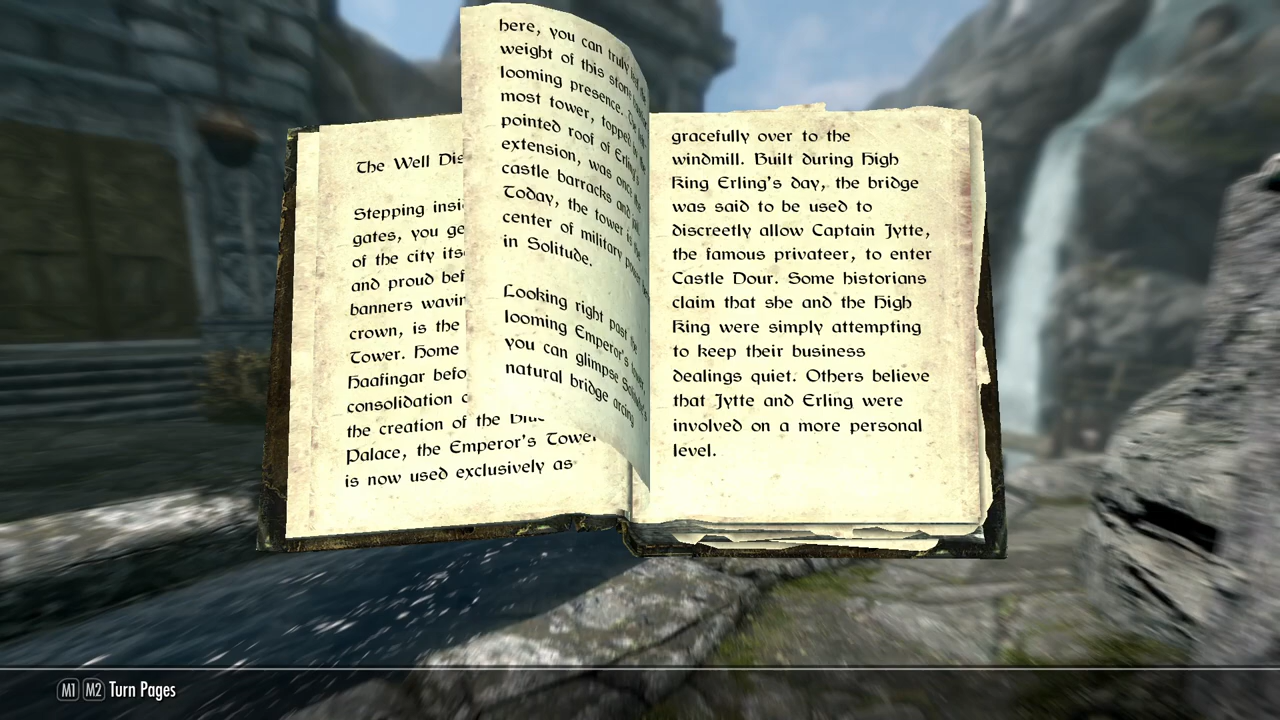 The Well
Stepping
gates, you
of the city
and proud
banners
crown, is the
Tower. Home
Haafingar
consolidation
the creation of the
Palace, the Emperor's Tower
is now used exclusively as
here, you can truly
weight of this
looming presence.
most tower, topped
pointed roof of Erling's
extension, was once
castle barracks and
Today, the tower is the
center of military power
in Solitude.
Looking right past the
looming Emperor's Tower,
you can glimpse Solitude's
natural bridge arcing
gracefully over to the
windmill. Built during High
King Erling's day, the bridge
was said to be used to
discreetly allow Captain Jytte,
the famous privateer, to enter
Castle Dour. Some historians
claim that she and the High
King were simply attempting
to keep their business
dealings quiet. Others believe
that Jytte and Erling were
involved on a more personal
level.
M1 M2 Turn Pages